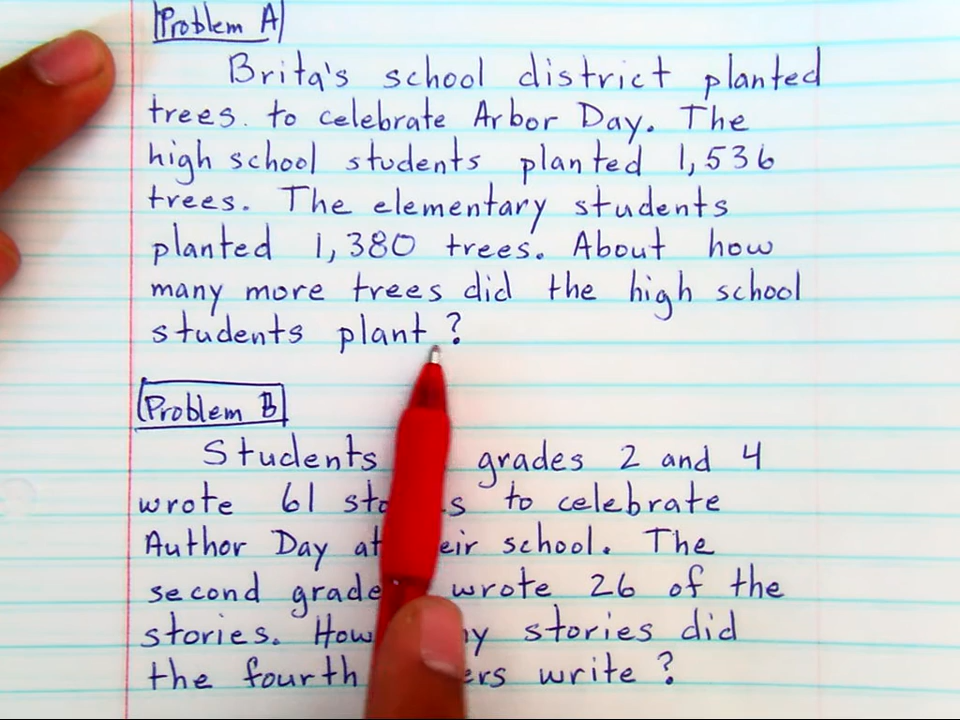 Problem A
Brita's school district planted
trees. to celebrate Arbor Day. The
high school students planted 1,536
trees. The elementary students
planted 1,380 trees. About how
many more trees did the high school
students plant?
Problem B
Students grades 2 and 4
wrote 61 to celebrate
Author Day at school. The
second wrote 26 of the
stories. How stories did
the fourth write?